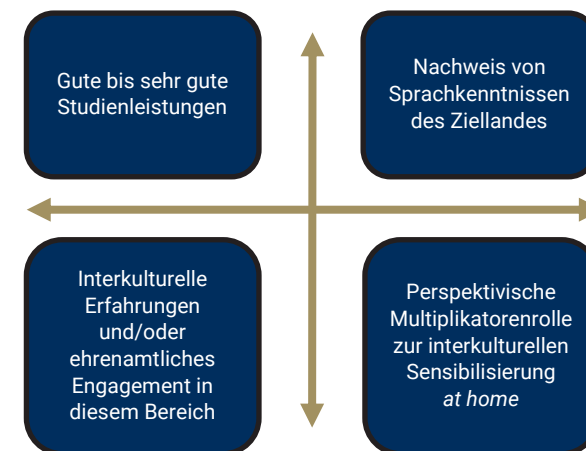 Gute bis sehr gute
Studienleistungen
Nachweis von
Sprachkenntnissen
des Ziellandes
Interkulturelle
Erfahrungen
und/oder
ehrenamtliches
Engagement in
diesem Bereich
Perspektivische
Multiplikatorenrolle
zur interkulturellen
Sensibilisierung
at home